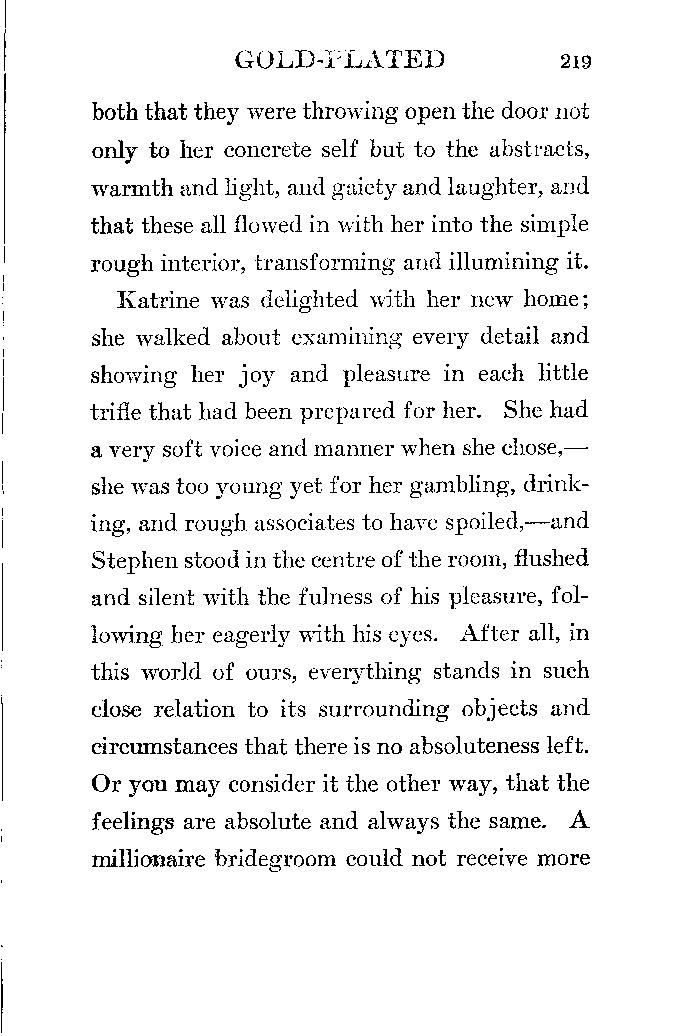 GOLD-PLATED 219
both that they were throwing open the door not
only to her concrete self but to the abstracts,
warmth and light, and gaiety and laughter, and
that these all flowed in with her into the simple
rough interior, transforming and illumining it.
Katrine was delighted with her new home;
she walked about examining every detail and
showing her joy and pleasure in each little
trifle that had been prepared for her. She had
a very soft voice and manner when she chose,—
she was too young yet for her gambling, drink-
ing, and rough associates to have spoiled,—and
Stephen stood in the centre of the room, flushed
and silent with the fulness of his pleasure, fol-
lowing her eagerly with his eyes. After all, in
this world of ours, everything stands in such
close relation to its surrounding objects and
circumstances that there is no absoluteness left.
Or you may consider it the other way, that the
feelings are absolute and always the same. A
millionaire bridegroom could not receive more